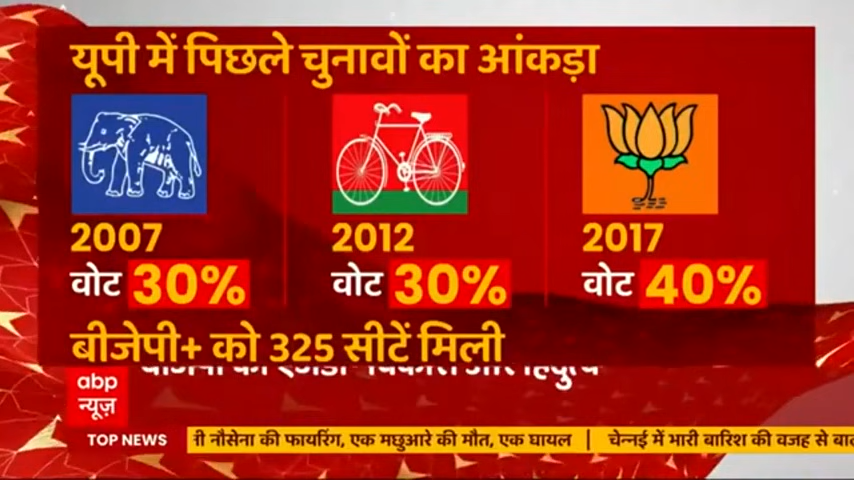 यूपी में पिछले चुनावों का आंकड़ा
2007 2012 2017
वोट 30% वोट 30% वोट 40%
बीजेपी+ को 325 सीटें मिली
abp
न्यूज़
TOP NEWS री नौसेना की फायरिंग, एक मछुआरे की मौत, एक घायल | चेन्नई में भारी बारिश की वजह से बाल